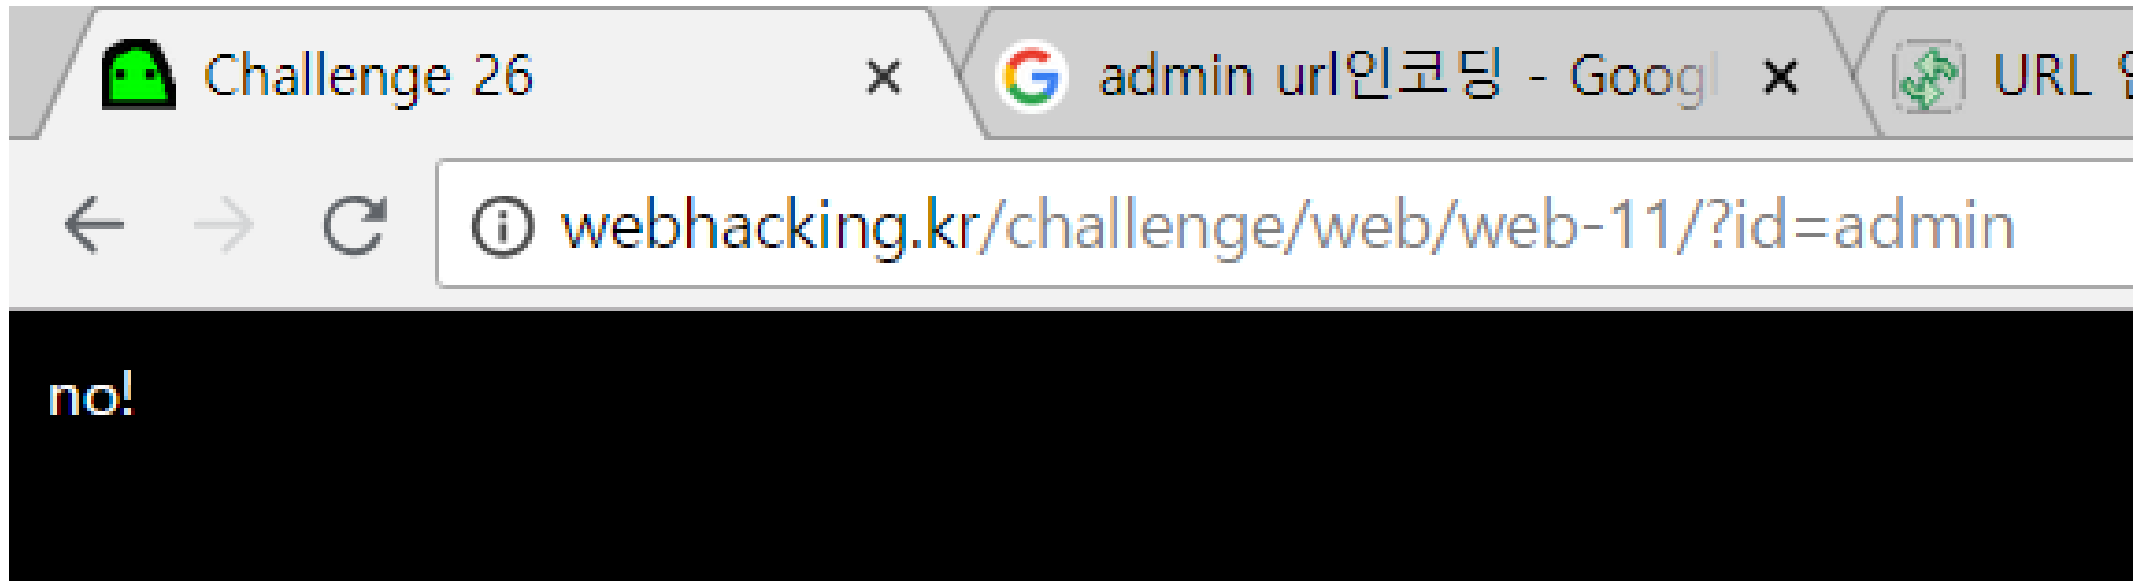 Challenge 26
admin url인코딩 - Googl
URL
webhacking.kr/challenge/web/web-11/?id=admin
no!